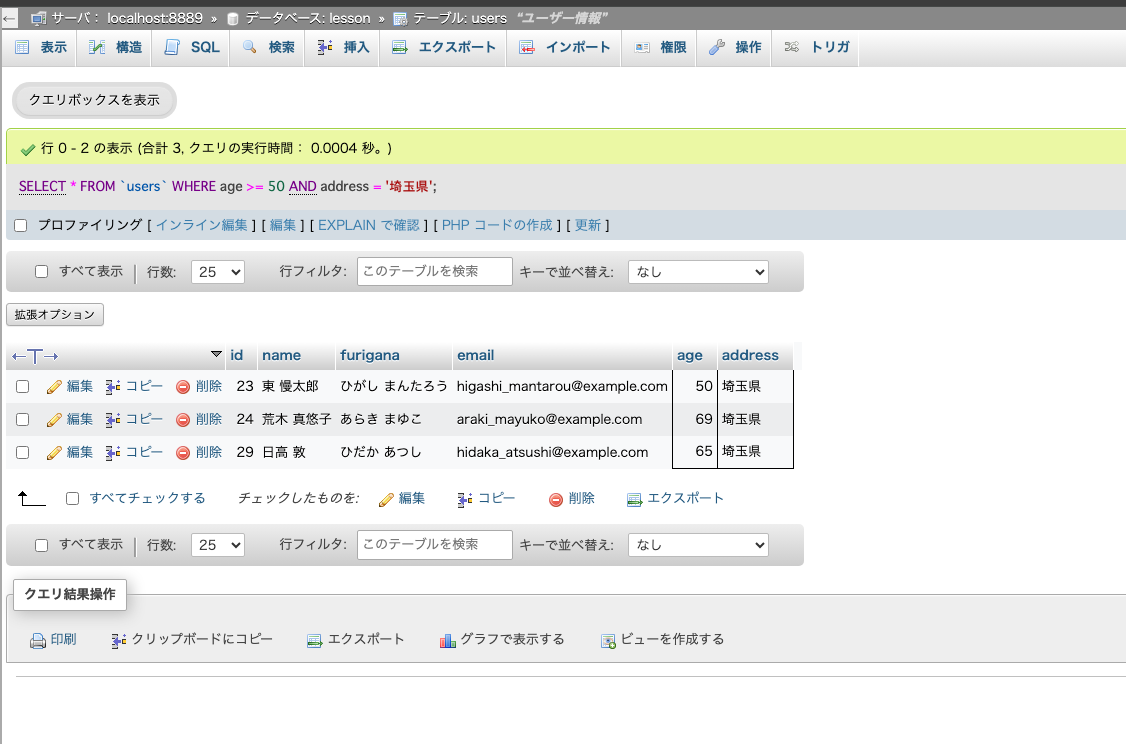 サーバ： localhost:8889 » データベース: lesson » テーブル: users “ユーザー情報”
表示 構造 SQL 検索 挿入 エクスポート インポート 権限 操作 トリガ
クエリボックスを表示
行 0 - 2 の表示 (合計 3, クエリの実行時間： 0.0004 秒。)
SELECT * FROM `users` WHERE age >= 50 AND address = '埼玉県';
プロファイリング [ インライン編集 ] [ 編集 ] [ EXPLAIN で確認 ] [ PHP コードの作成 ] [ 更新 ]
すべて表示 | 行数: 25 行フィルタ: このテーブルを検索 キーで並べ替え: なし
拡張オプション
←T→ id name furigana email age address
編集 コピー 削除 23 東 慢太郎 ひがし まんたろう higashi_mantarou@example.com 50 埼玉県
編集 コピー 削除 24 荒木 真悠子 あらき まゆこ araki_mayuko@example.com 69 埼玉県
編集 コピー 削除 29 日高 敦 ひだか あつし hidaka_atsushi@example.com 65 埼玉県
すべてチェックする チェックしたものを: 編集 コピー 削除 エクスポート
すべて表示 | 行数: 25 行フィルタ: このテーブルを検索 キーで並べ替え: なし
クエリ結果操作
印刷 クリップボードにコピー エクスポート グラフで表示する ビューを作成する